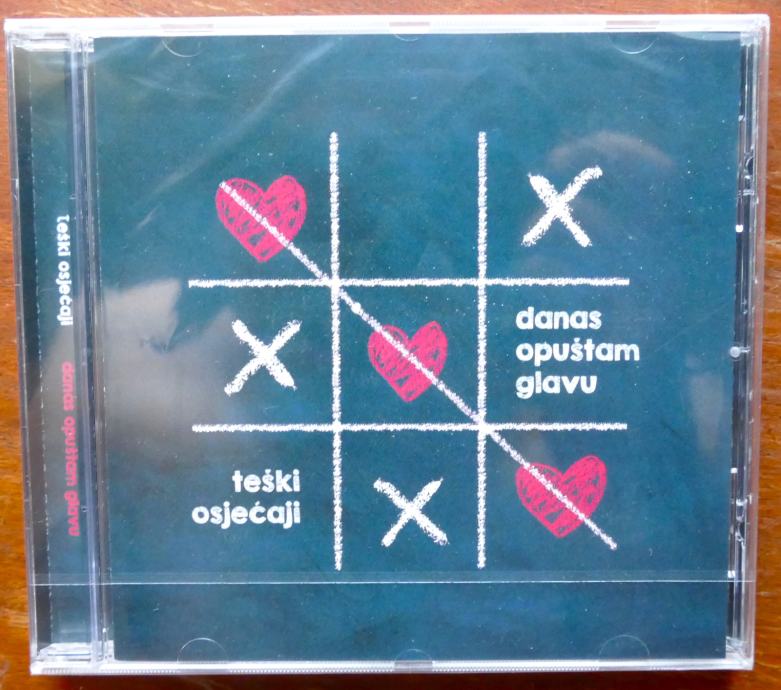 teški osjećaji danas opuštam glavu
danas
opuštam
glavu
teški
osjećaji